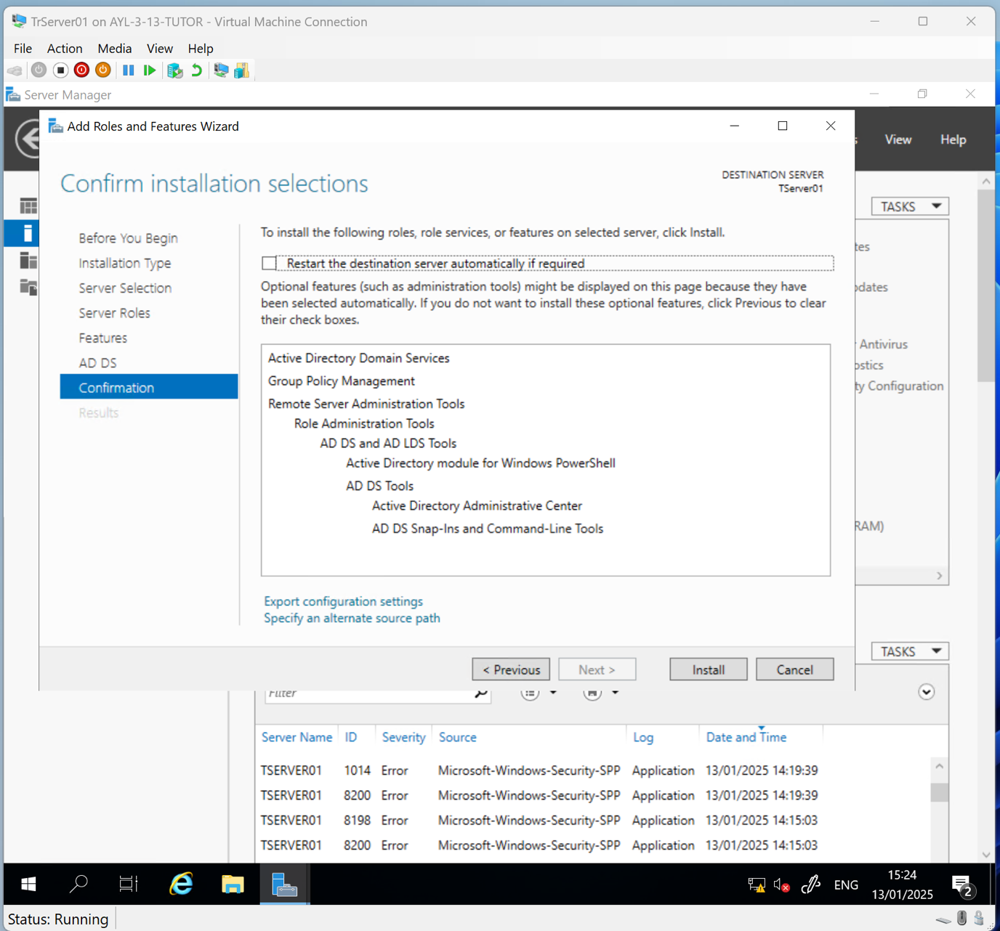 TrServer01 on AYL-3-13-TUTOR - Virtual Machine Connection
File Action Media View Help
Server Manager
View Help
Add Roles and Features Wizard
Confirm installation selections
DESTINATION SERVER
TServer01
TASKS
Before You Begin
Installation Type
Server Selection
Server Roles
Features
AD DS
Confirmation
Results
To install the following roles, role services, or features on selected server, click Install.
Restart the destination server automatically if required
Optional features (such as administration tools) might be displayed on this page because they have
been selected automatically. If you do not want to install these optional features, click Previous to clear
their check boxes.
Active Directory Domain Services
Group Policy Management
Remote Server Administration Tools
Role Administration Tools
AD DS and AD LDS Tools
Active Directory module for Windows PowerShell
AD DS Tools
Active Directory Administrative Center
AD DS Snap-Ins and Command-Line Tools
Export configuration settings
Specify an alternate source path
< Previous Next > Install Cancel
tes
pdates
r Antivirus
ostics
ty Configuration
RAM)
TASKS
Filter
Server Name ID Severity Source Log Date and Time
TSERVER01 1014 Error Microsoft-Windows-Security-SPP Application 13/01/2025 14:19:39
TSERVER01 8200 Error Microsoft-Windows-Security-SPP Application 13/01/2025 14:19:39
TSERVER01 8198 Error Microsoft-Windows-Security-SPP Application 13/01/2025 14:15:03
TSERVER01 8200 Error Microsoft-Windows-Security-SPP Application 13/01/2025 14:15:03
ENG
15:24
13/01/2025
2
Status: Running